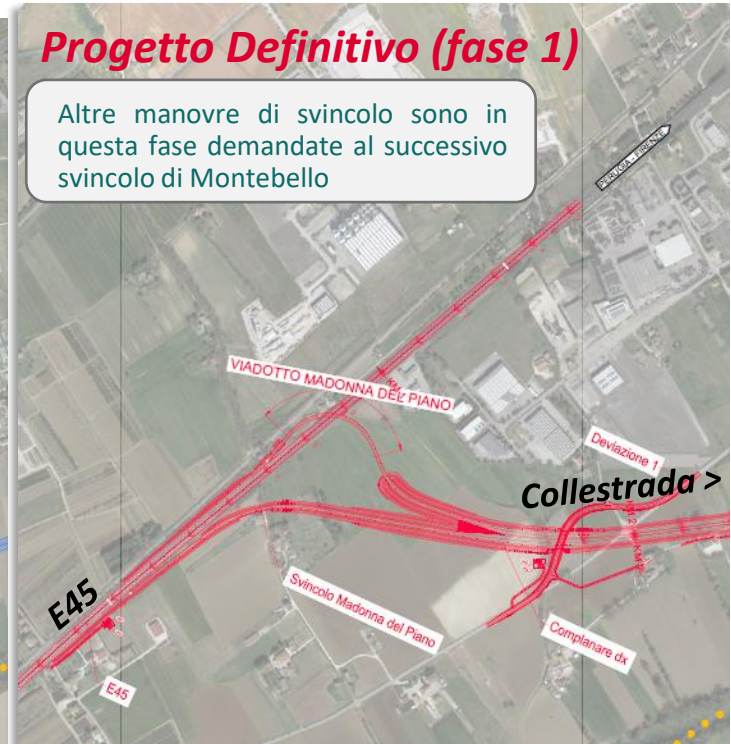 Progetto Definitivo (fase 1)
Altre manovre di svincolo sono in
questa fase demandate al successivo
svincolo di Montebello
PERUGIA - FIRENZE
VIADOTTO MADONNA DEL PIANO
Deviazione 1
Collestrada >
Svincolo Madonna del Piano
Complanare dx
E45
E45